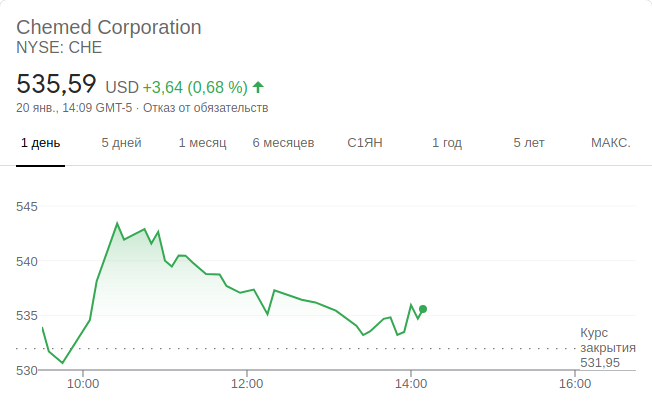 Chemed Corporation
NYSE: CHE
535,59 USD +3,64 (0,68 %)
20 янв., 14:09 GMT-5 · Отказ от обязательств
1 день 5 дней 1 месяц 6 месяцев С1ЯН 1 год 5 лет МАКС.
545
540
535
Курс
закрытия
531,95
530
10:00 12:00 14:00 16:00